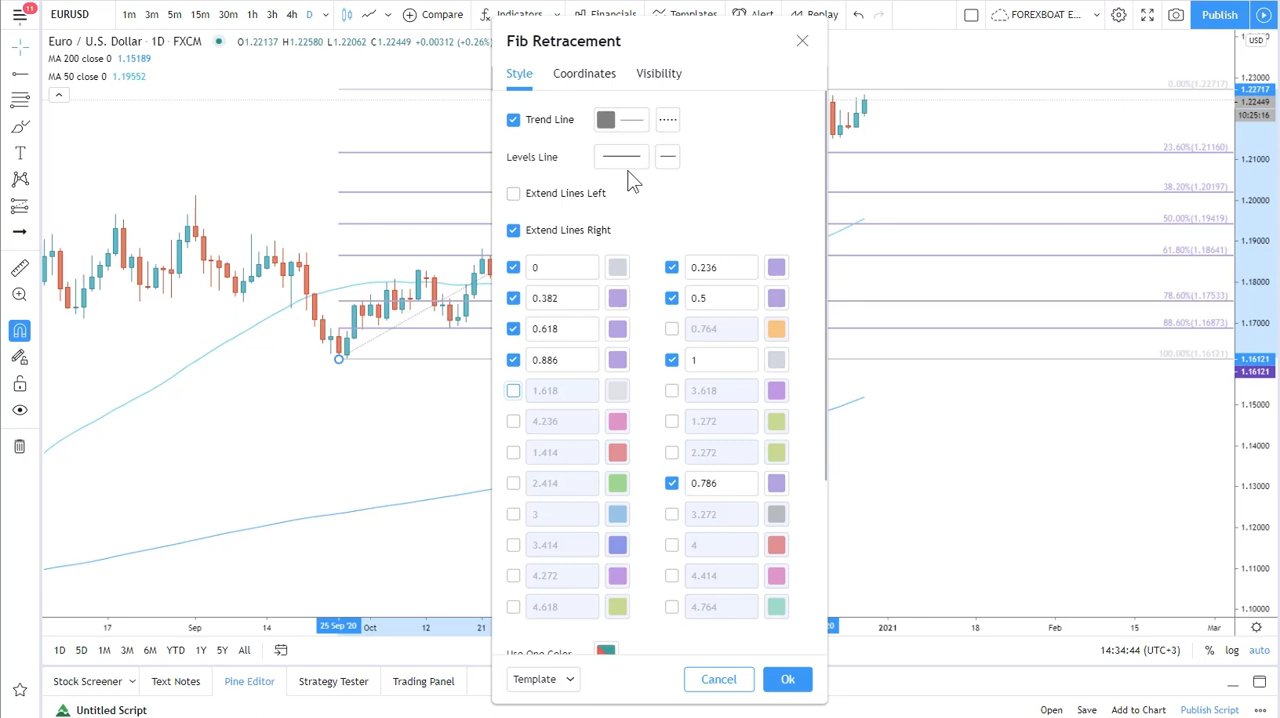 11
EURUSD
1m 3m 5m 15m 30m 1h 3h 4h D
Compare
Indicators
Financials
Templates
Alert
Replay
FOREXBOAT E...
Publish
Euro / U.S. Dollar · 1D · FXCM
O1.22137 H1.22580 L1.22062 C1.22449 +0.00312 (+0.26%)
MA 200 close 0 1.15189
MA 50 close 0 1.19552
Fib Retracement
Style Coordinates Visibility
Trend Line
Levels Line
Extend Lines Left
Extend Lines Right
0 0.236
0.382 0.5
0.618 0.764
0.886 1
1.618 3.618
4.236 1.272
1.414 2.272
2.414 0.786
3 3.272
3.414 4
4.272 4.414
4.618 4.764
Use One Color
Template
Cancel
Ok
0.00%(1.22717)
23.60%(1.21160)
38.20%(1.20197)
50.00%(1.19419)
61.80%(1.18641)
78.60%(1.17533)
88.60%(1.16873)
100.00%(1.16121)
USD
1.23000
1.22717
1.22449
10:25:16
1.21000
1.20000
1.19000
1.18000
1.17000
1.16121
1.16121
1.15000
1.14000
1.13000
1.12000
1.11000
1.10000
17 Sep 14 25 Sep '20 Oct 12 21 20 2021 18 Feb 15 Mar
1D 5D 1M 3M 6M YTD 1Y 5Y All
14:34:44 (UTC+3) % log auto
Stock Screener Text Notes Pine Editor Strategy Tester Trading Panel
Untitled Script
Open Save Add to Chart Publish Script